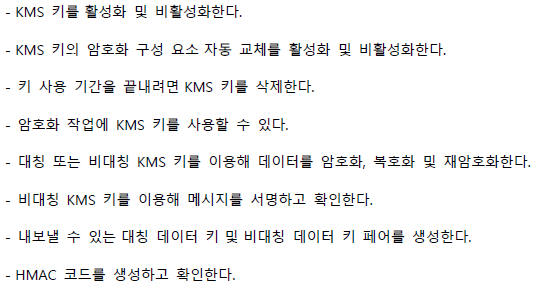 - KMS 키를 활성화 및 비활성화한다.
- KMS 키의 암호화 구성 요소 자동 교체를 활성화 및 비활성화한다.
- 키 사용 기간을 끝내려면 KMS 키를 삭제한다.
- 암호화 작업에 KMS 키를 사용할 수 있다.
- 대칭 또는 비대칭 KMS 키를 이용해 데이터를 암호화, 복호화 및 재암호화한다.
- 비대칭 KMS 키를 이용해 메시지를 서명하고 확인한다.
- 내보낼 수 있는 대칭 데이터 키 및 비대칭 데이터 키 페어를 생성한다.
- HMAC 코드를 생성하고 확인한다.